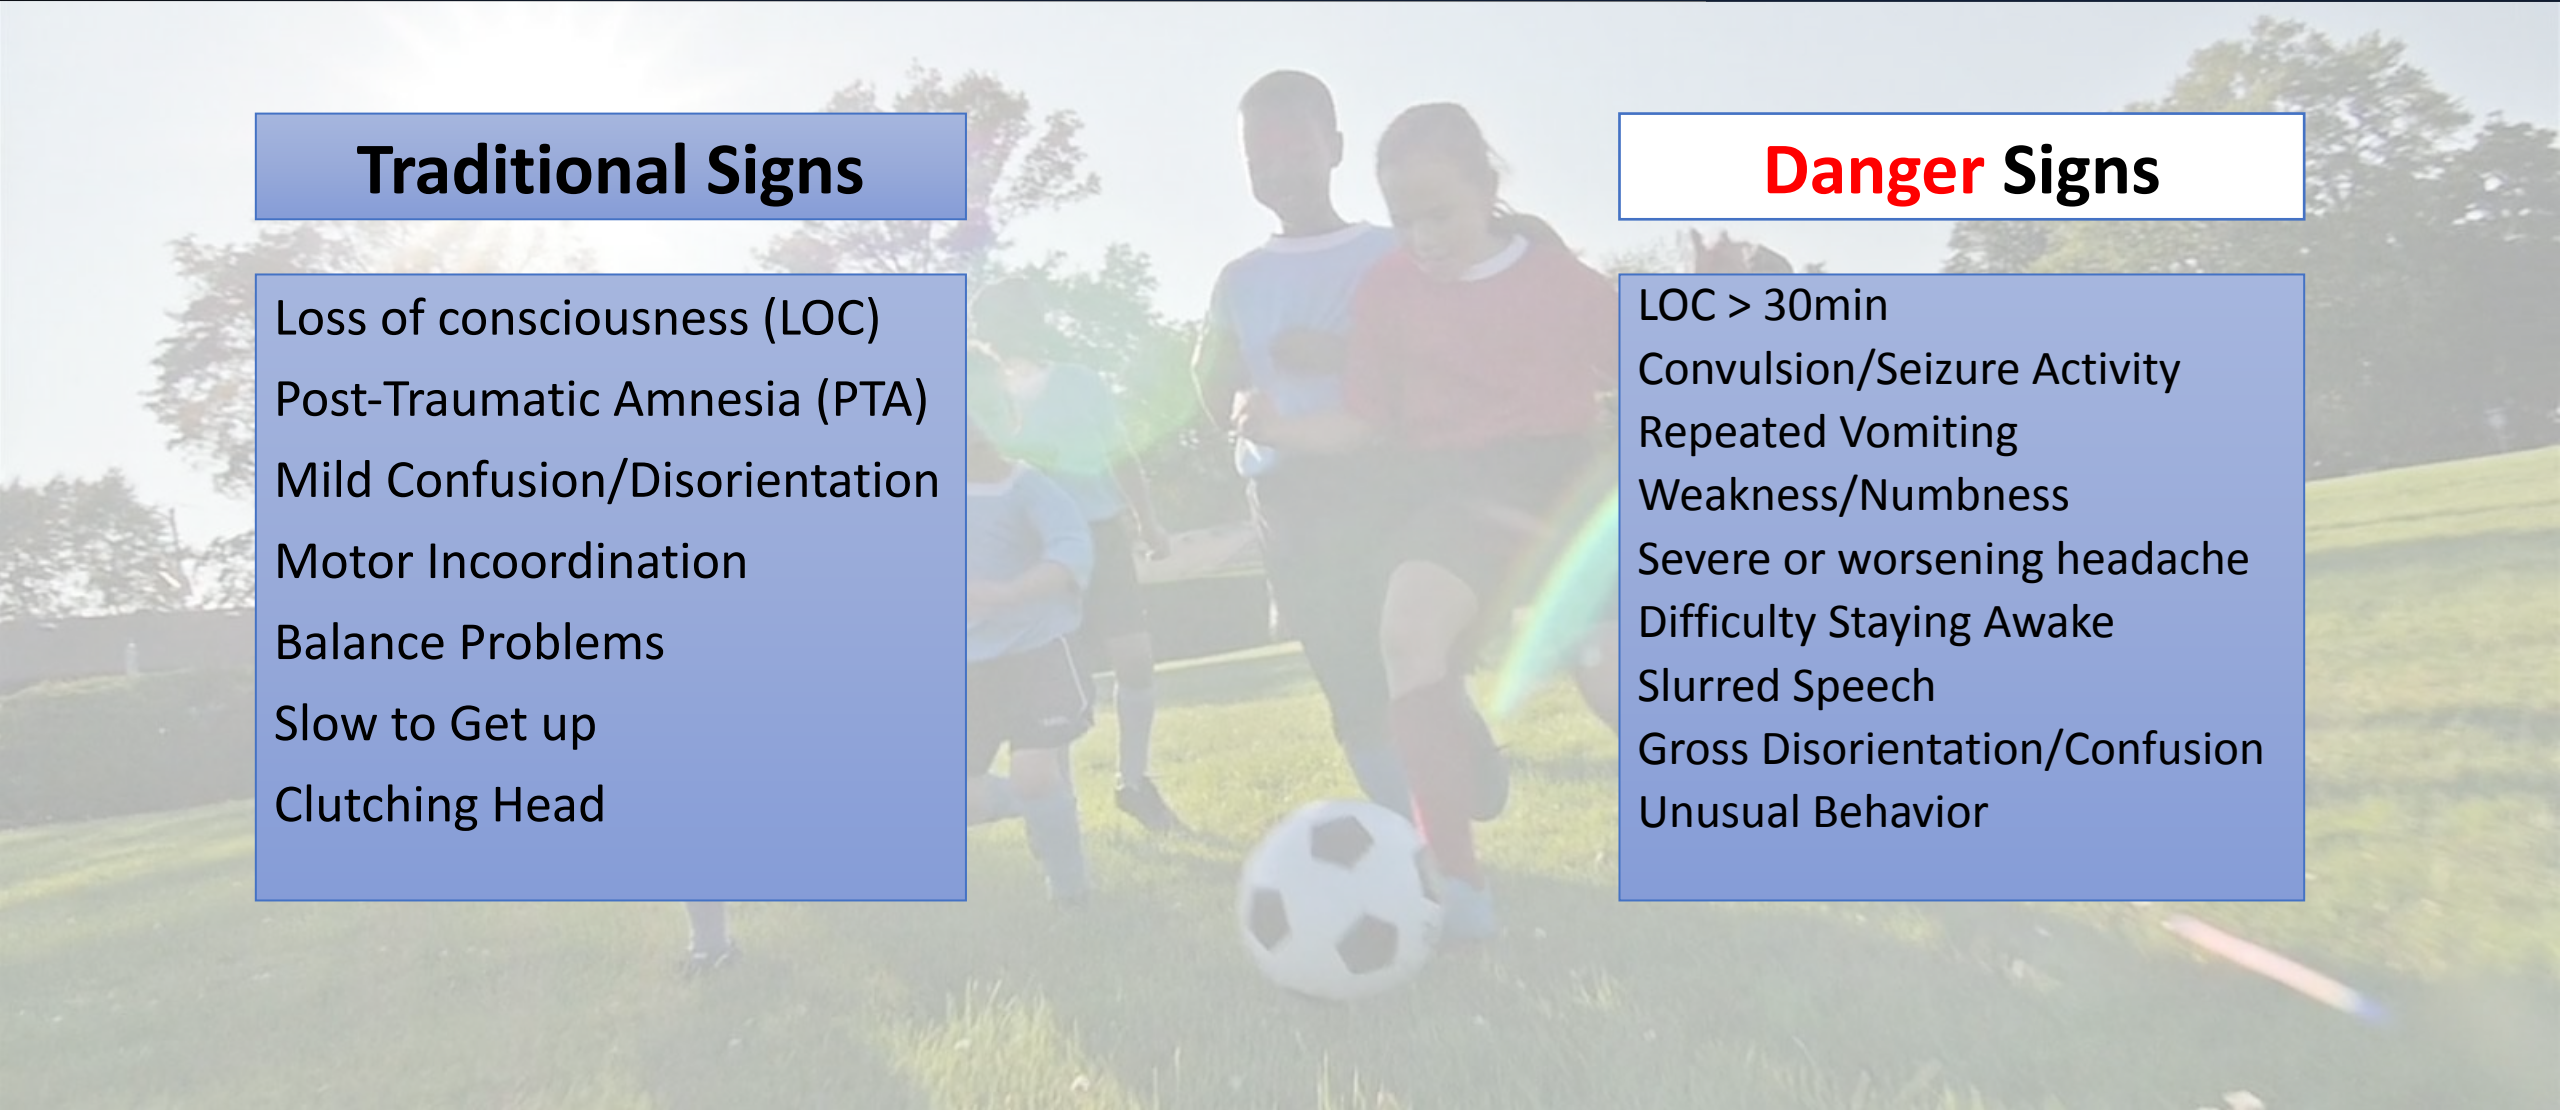 Traditional Signs
Loss of consciousness (LOC)
Post-Traumatic Amnesia (PTA)
Mild Confusion/Disorientation
Motor Incoordination
Balance Problems
Slow to Get up
Clutching Head
Danger Signs
LOC > 30min
Convulsion/Seizure Activity
Repeated Vomiting
Weakness/Numbness
Severe or worsening headache
Difficulty Staying Awake
Slurred Speech
Gross Disorientation/Confusion
Unusual Behavior